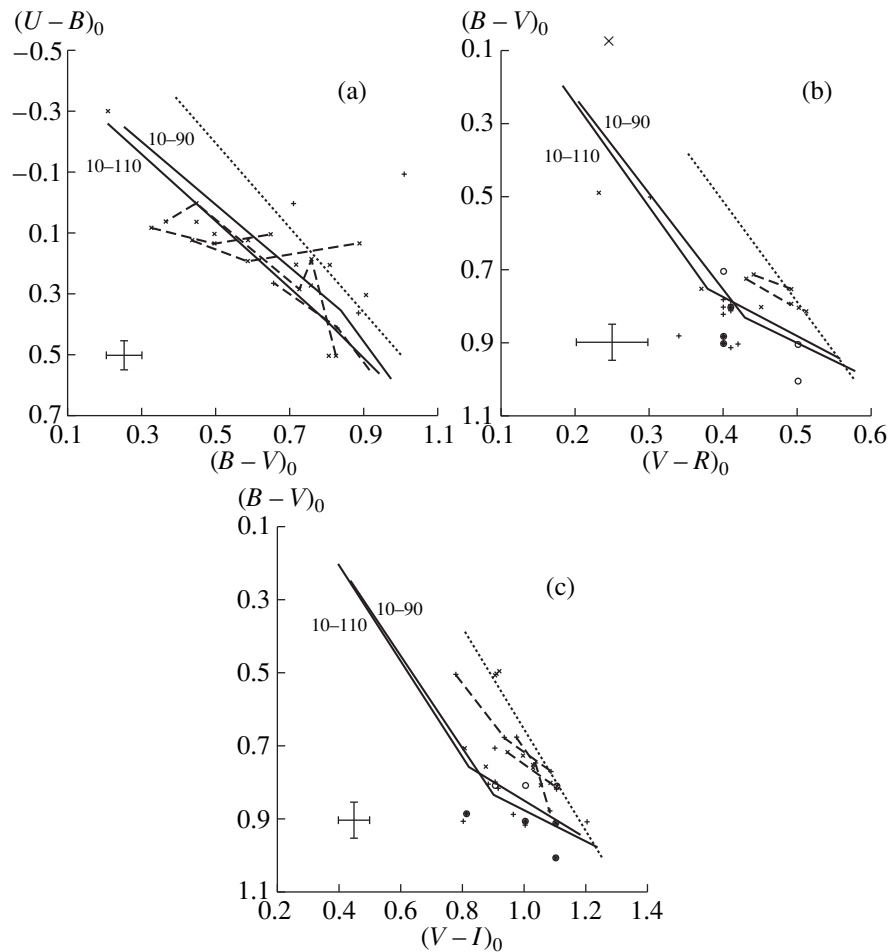 (U – B)₀
–0.5
–0.3
–0.1
0.1
0.3
0.5
0.7
(a)
10–90
10–110
0.1 0.3 0.5 0.7 0.9 1.1
(B – V)₀
(B – V)₀
0.1
0.3
0.5
0.7
0.9
1.1
(b)
10–90
10–110
0.2 0.3 0.4 0.5 0.6
(V – R)₀
(B – V)₀
0.1
0.3
0.5
0.7
0.9
1.1
(c)
10–90
10–110
0.2 0.4 0.6 0.8 1.0 1.2 1.4
(V – I)₀